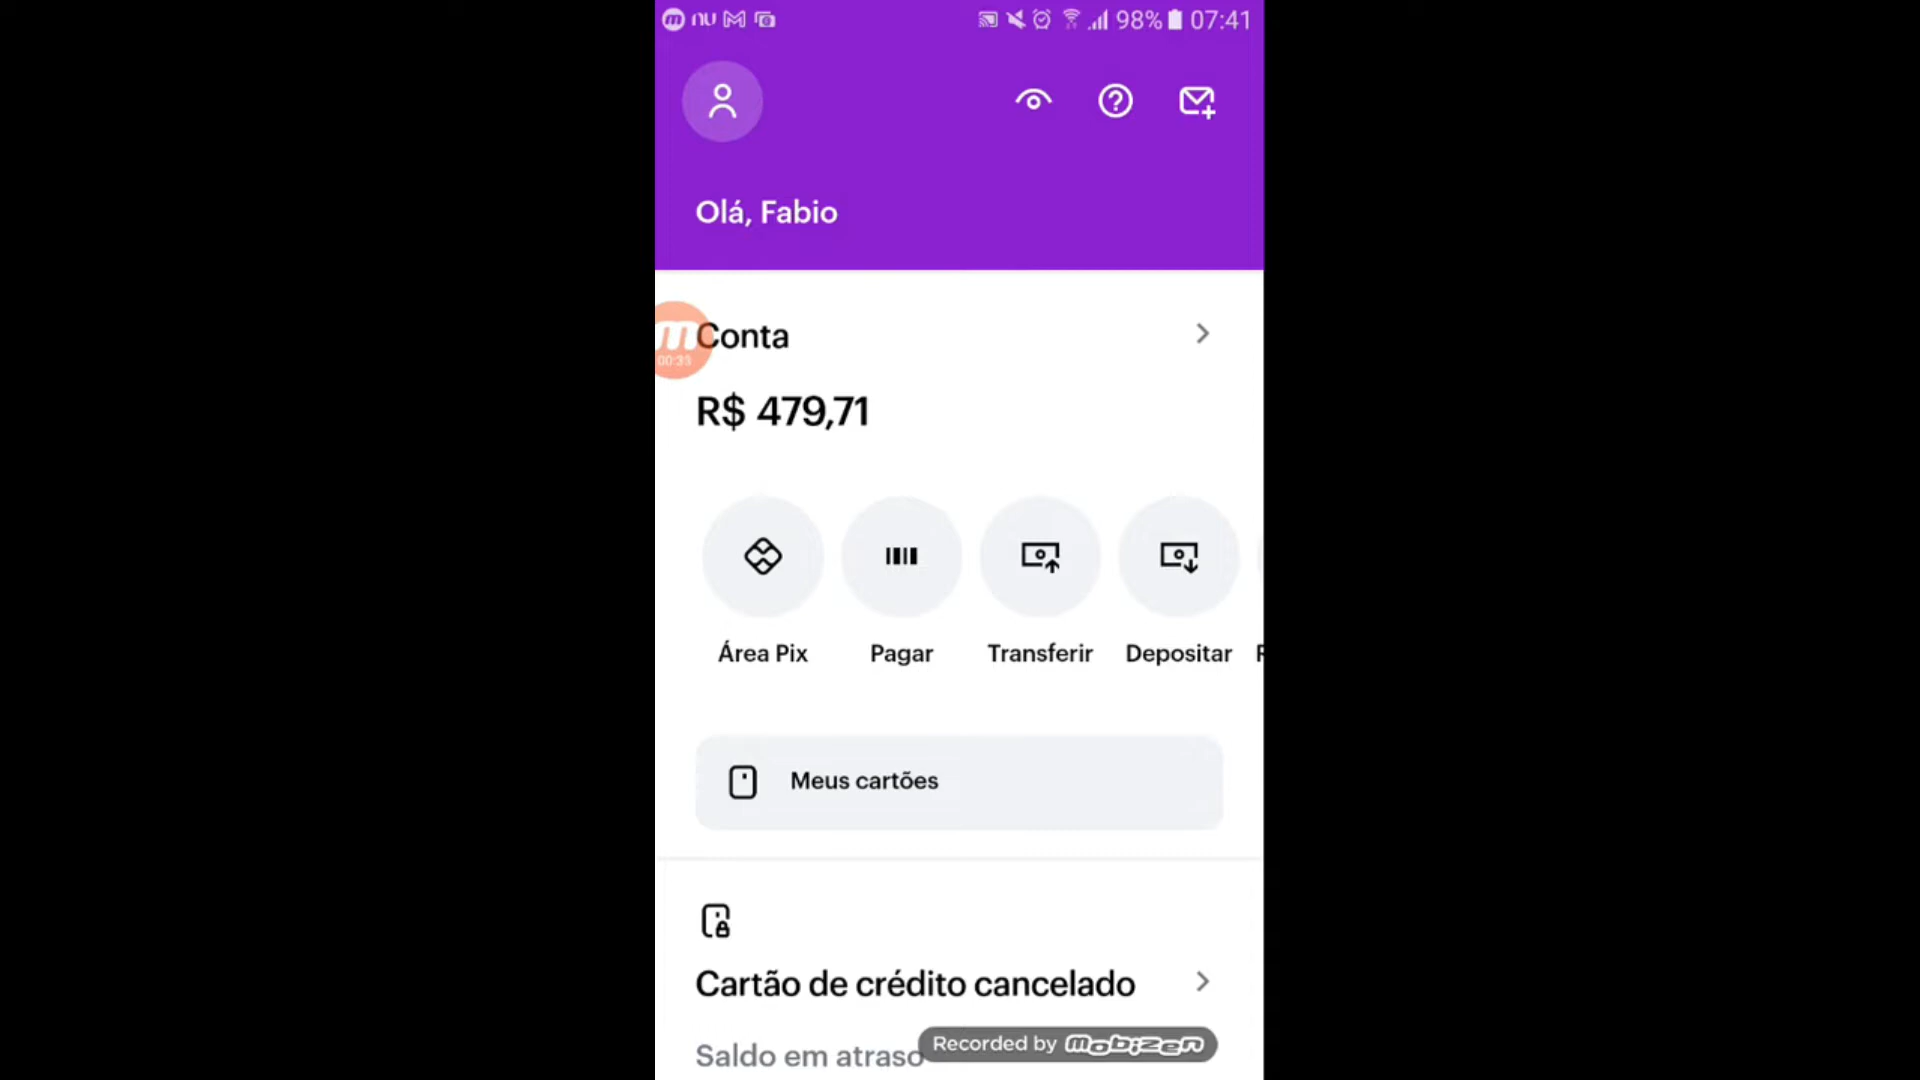 nu 98% 07:41
Olá, Fabio
Conta
00:33
R$ 479,71
Área Pix Pagar Transferir Depositar
Meus cartões
Cartão de crédito cancelado
Saldo em atraso
Recorded by mobizen